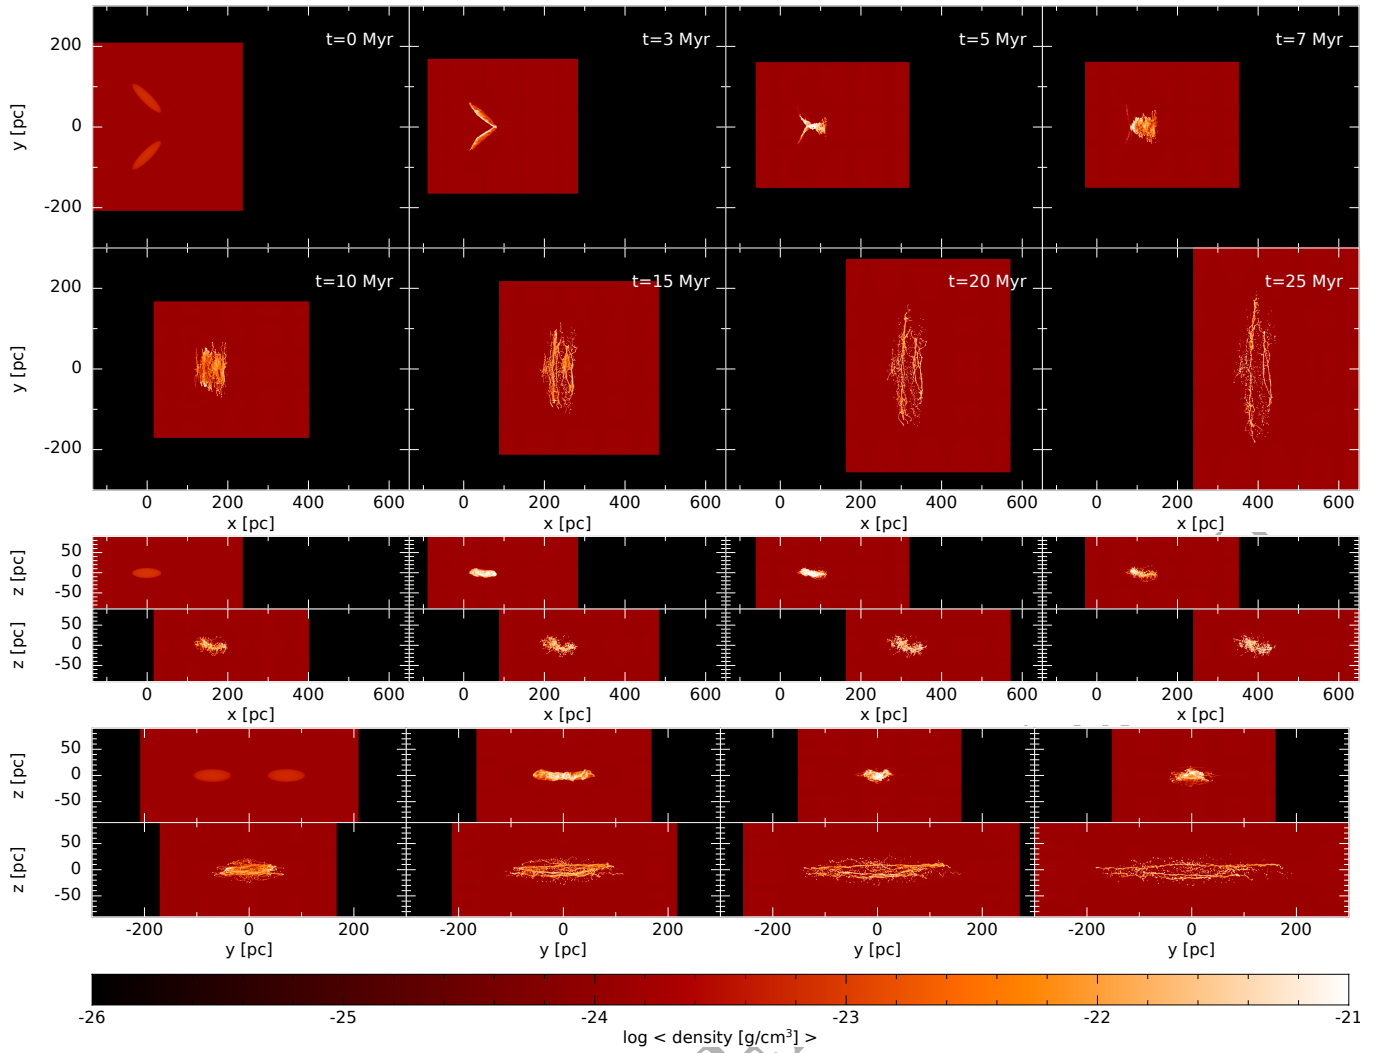 t=0 Myr t=3 Myr t=5 Myr t=7 Myr
200
0
-200
y [pc]
t=10 Myr t=15 Myr t=20 Myr t=25 Myr
200
0
-200
y [pc]
0 200 400 600 0 200 400 600 0 200 400 600 0 200 400 600
x [pc] x [pc] x [pc] x [pc]
50
0
-50
z [pc]
50
0
-50
z [pc]
0 200 400 600 0 200 400 600 0 200 400 600 0 200 400 600
x [pc] x [pc] x [pc] x [pc]
50
0
-50
z [pc]
50
0
-50
z [pc]
-200 0 200 -200 0 200 -200 0 200 -200 0 200
y [pc] y [pc] y [pc] y [pc]
-26 -25 -24 -23 -22 -21
log < density [g/cm³] >